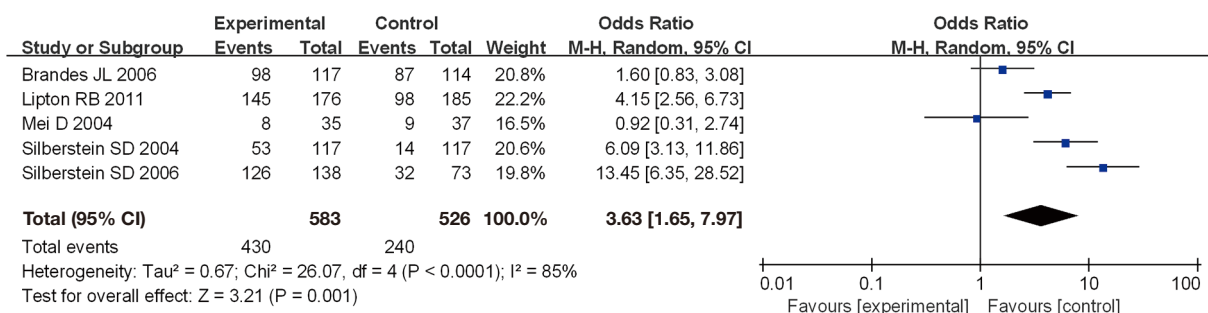 Experimental Control Odds Ratio Odds Ratio
Study or Subgroup Events Total Events Total Weight M-H, Random, 95% CI M-H, Random, 95% CI
Brandes JL 2006 98 117 87 114 20.8% 1.60 [0.83, 3.08]
Lipton RB 2011 145 176 98 185 22.2% 4.15 [2.56, 6.73]
Mei D 2004 8 35 9 37 16.5% 0.92 [0.31, 2.74]
Silberstein SD 2004 53 117 14 117 20.6% 6.09 [3.13, 11.86]
Silberstein SD 2006 126 138 32 73 19.8% 13.45 [6.35, 28.52]
Total (95% CI) 583 526 100.0% 3.63 [1.65, 7.97]
Total events 430 240
Heterogeneity: Tau² = 0.67; Chi² = 26.07, df = 4 (P < 0.0001); I² = 85%
Test for overall effect: Z = 3.21 (P = 0.001)
0.01 0.1 1 10 100
Favours [experimental] Favours [control]